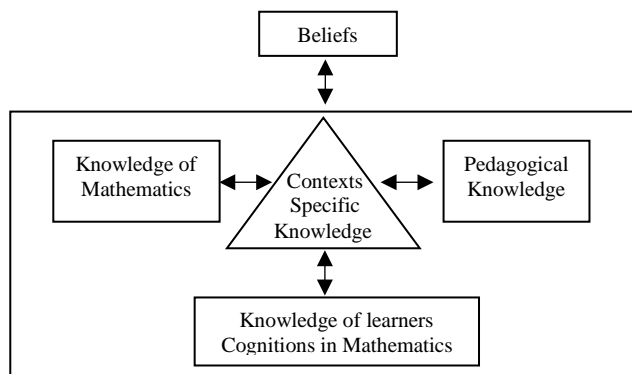 Beliefs
Knowledge of
Mathematics
Contexts
Specific
Knowledge
Pedagogical
Knowledge
Knowledge of learners
Cognitions in Mathematics